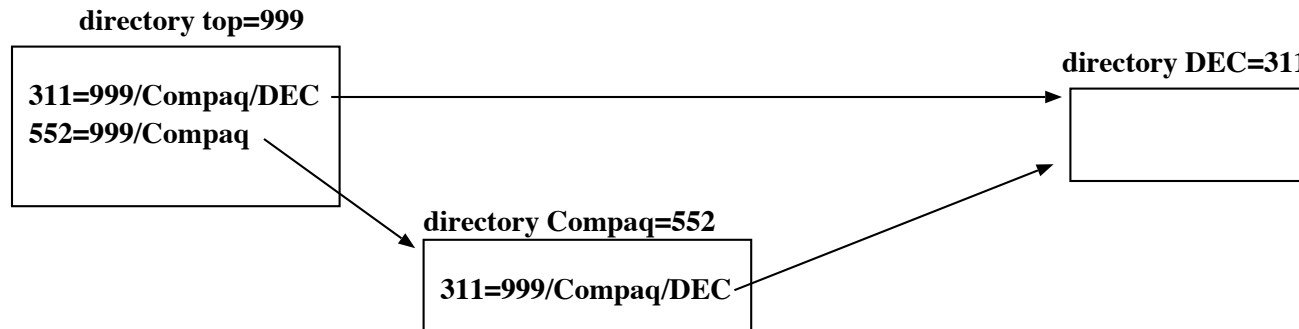 directory top=999
311=999/Compaq/DEC
552=999/Compaq
directory DEC=311
directory Compaq=552
311=999/Compaq/DEC